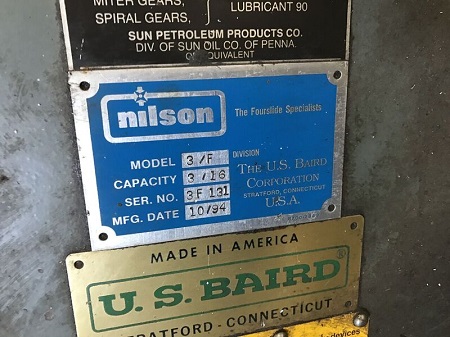 MITER GEARS,
SPIRAL GEARS,
LUBRICANT 90
SUN PETROLEUM PRODUCTS CO.
DIV. OF SUN OIL CO. OF PENNA.
OR EQUIVALENT
nilson
The Fourslide Specialists
MODEL 3/F
CAPACITY 3/16
SER. NO. 3F191
MFG. DATE 10/94
DIVISION
THE U.S. BAIRD
CORPORATION
STRATFORD, CONNECTICUT
U.S.A.
MADE IN AMERICA
U.S. BAIRD®
STRATFORD - CONNECTICUT
devices